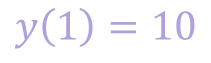 y(1) = 10